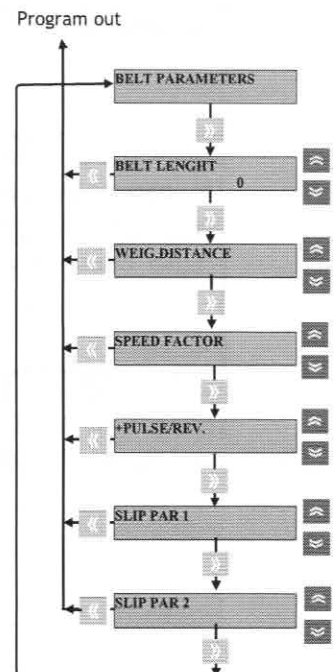 Program out
BELT PARAMETERS
BELT LENGHT
0
WEIG.DISTANCE
SPEED FACTOR
+PULSE/REV.
SLIP PAR 1
SLIP PAR 2